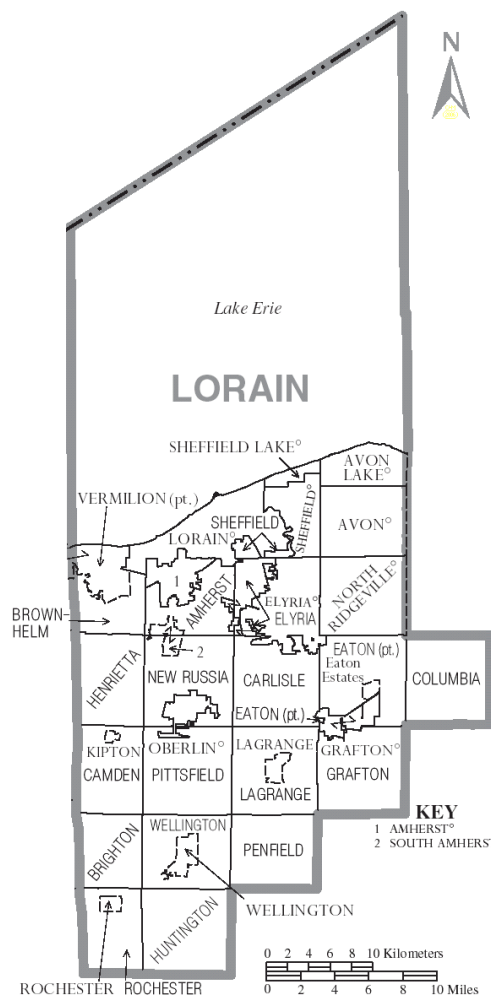 N
Lake Erie
LORAIN
SHEFFIELD LAKE°
AVON
LAKE°
VERMILION (pt.)
SHEFFIELD
SHEFFIELD°
AVON°
LORAIN°
1
AMHERST
NORTH
RIDGEVILLE°
ELYRIA°
ELYRIA
BROWN-
HELM
2
HENRIETTA
NEW RUSSIA
CARLISLE
EATON (pt.)
Eaton
Estates
COLUMBIA
EATON (pt.)
KIPTON
OBERLIN°
LAGRANGE
GRAFTON°
CAMDEN
PITTSFIELD
GRAFTON
LAGRANGE
KEY
1 AMHERST°
2 SOUTH AMHERST
BRIGHTON
WELLINGTON
PENFIELD
WELLINGTON
HUNTINGTON
ROCHESTER
ROCHESTER
0 2 4 6 8 10 Kilometers
0 2 4 6 8 10 Miles